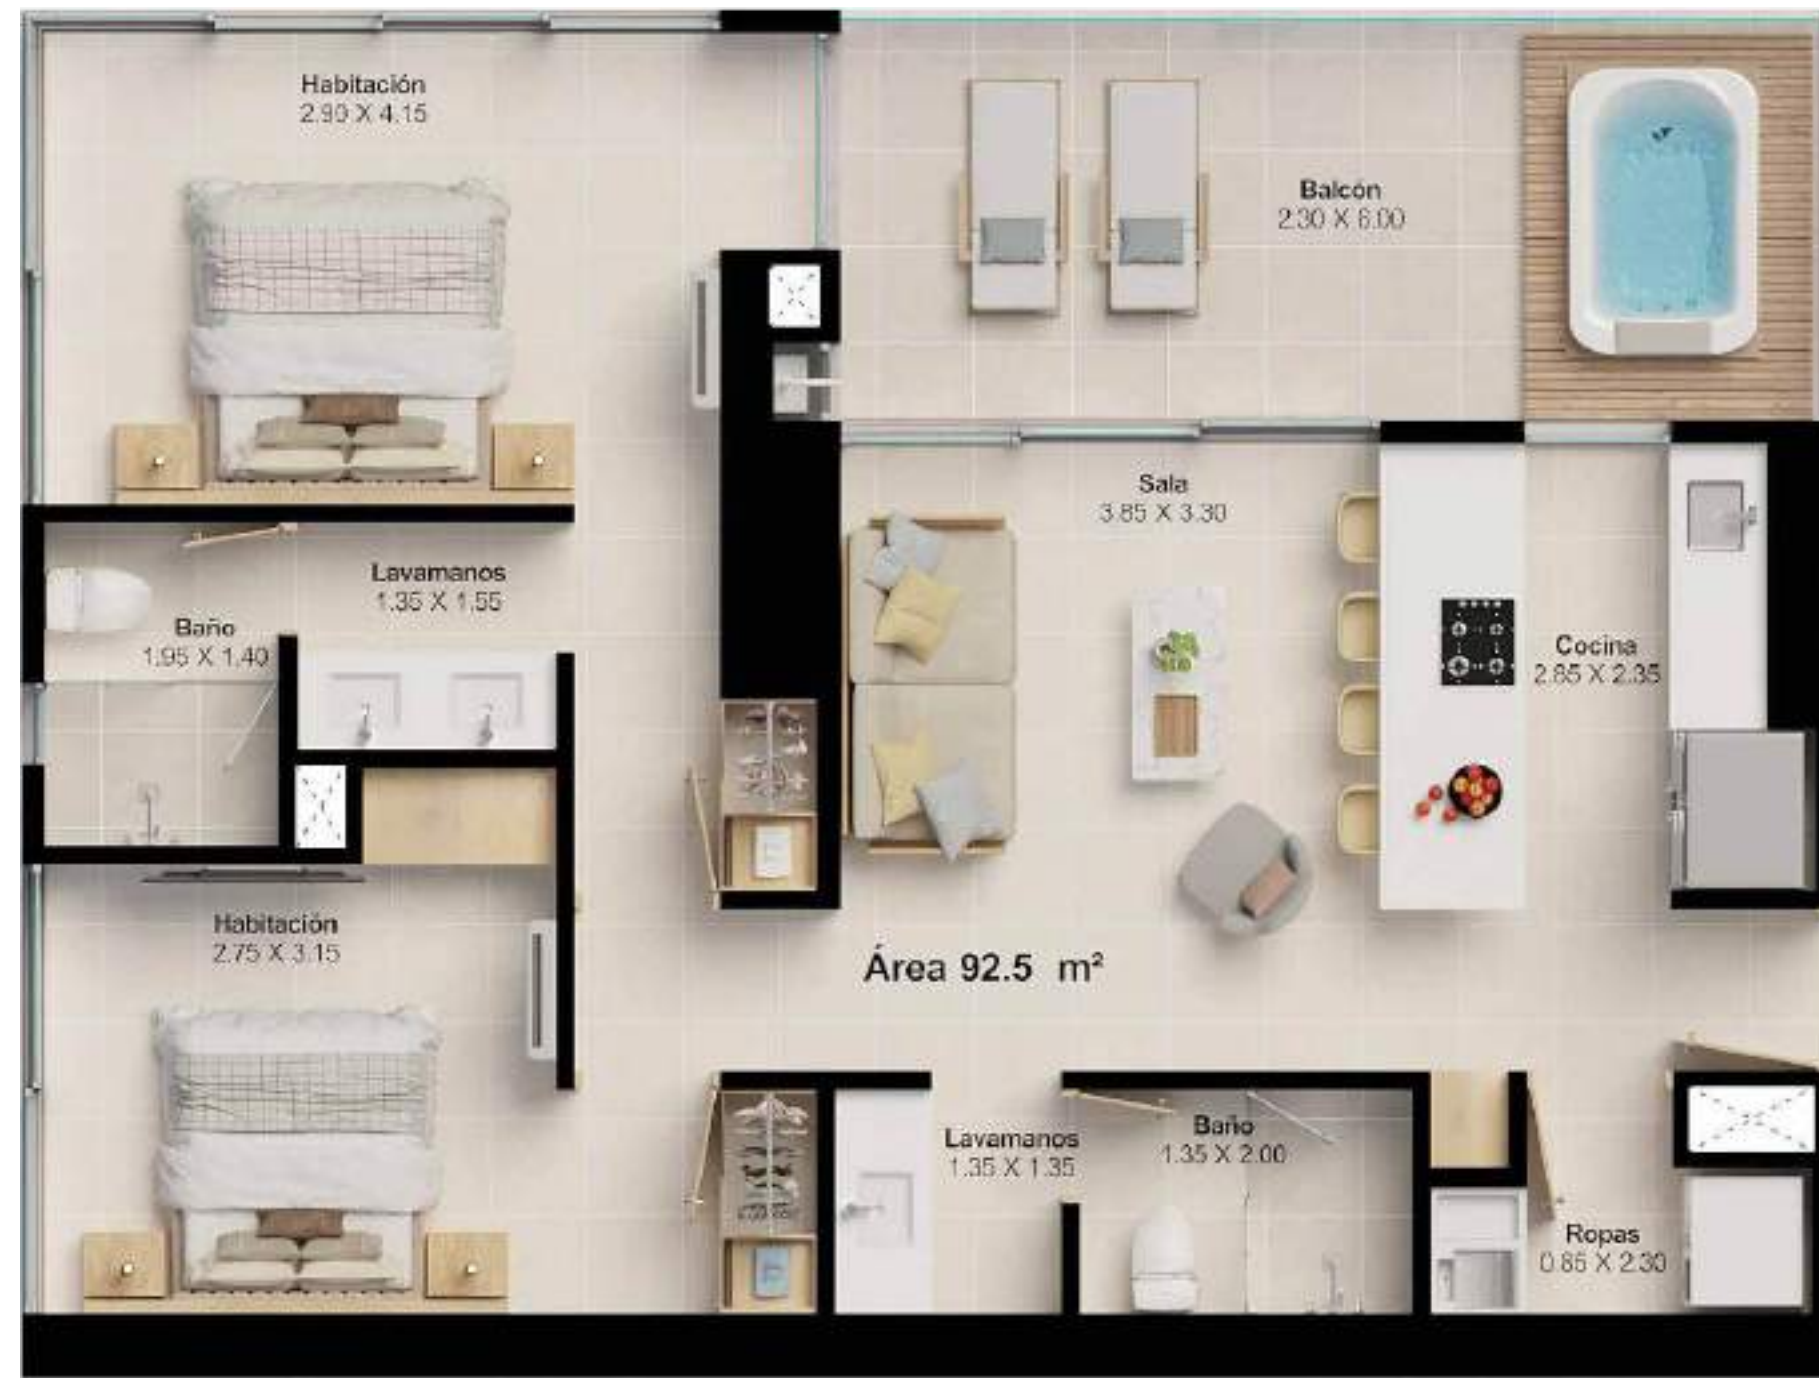 Habitación
2.90 X 4.15
Balcón
2.30 X 6.00
Sala
3.85 X 3.30
Lavamanos
1.35 X 1.55
Baño
1.95 X 1.40
Cocina
2.85 X 2.35
Habitación
2.75 X 3.15
Área 92.5 m²
Lavamanos
1.35 X 1.35
Baño
1.35 X 2.00
Ropas
0.85 X 2.30